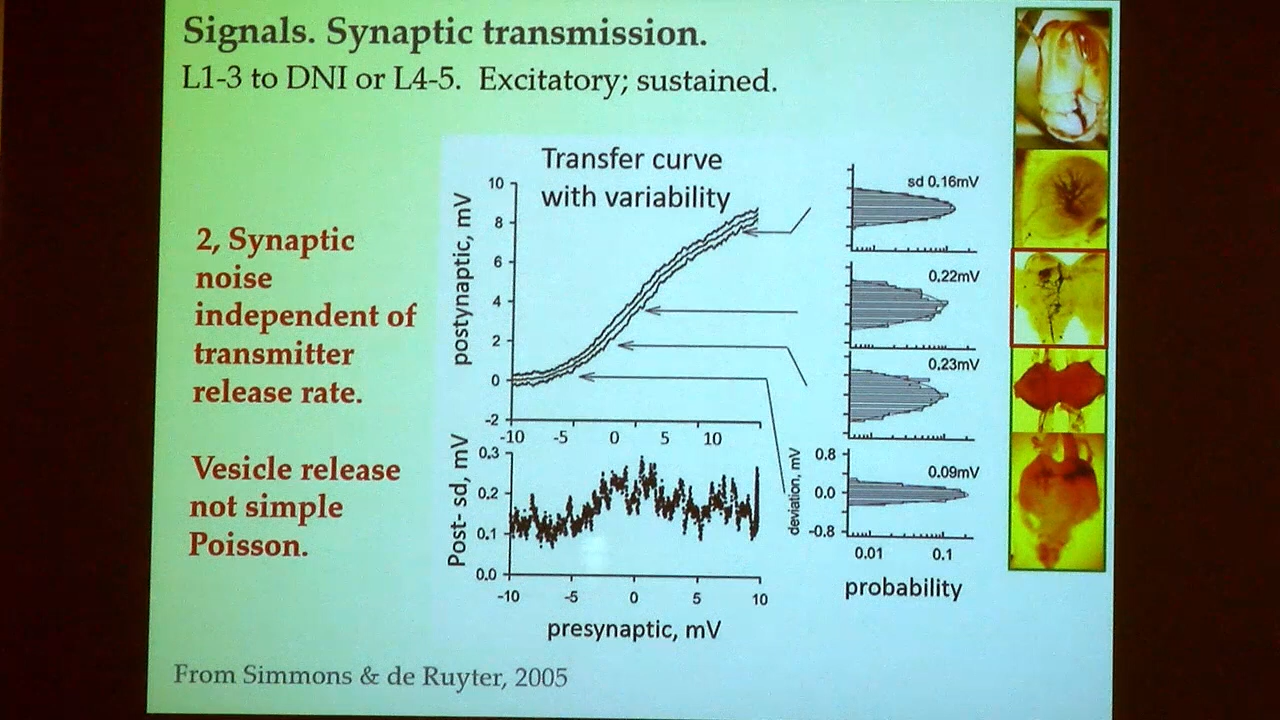 Signals. Synaptic transmission.
L1-3 to DNI or L4-5. Excitatory; sustained.
2, Synaptic
noise
independent of
transmitter
release rate.
Vesicle release
not simple
Poisson.
Transfer curve
with variability
postynaptic, mV
10
8
6
4
2
0
-2
-10 -5 0 5 10
Post- sd, mV
0.3
0.2
0.1
0.0
-10 -5 0 5 10
presynaptic, mV
sd 0.16mV
0.22mV
0.23mV
0.09mV
deviation, mV
0.8
0.0
-0.8
0.01 0.1
probability
From Simmons & de Ruyter, 2005